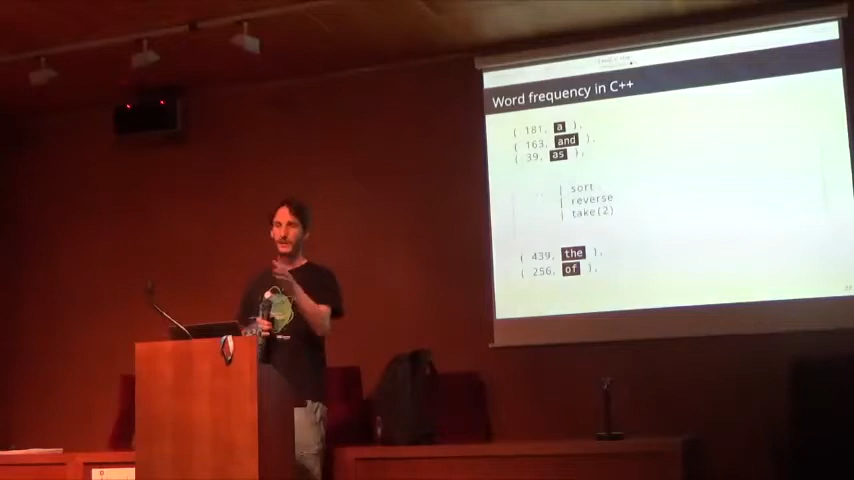 Word frequency in C++
{ 181, a },
{ 163, and },
{ 39, as },
| sort
| reverse
| take(2)
{ 439, the },
{ 256, of },